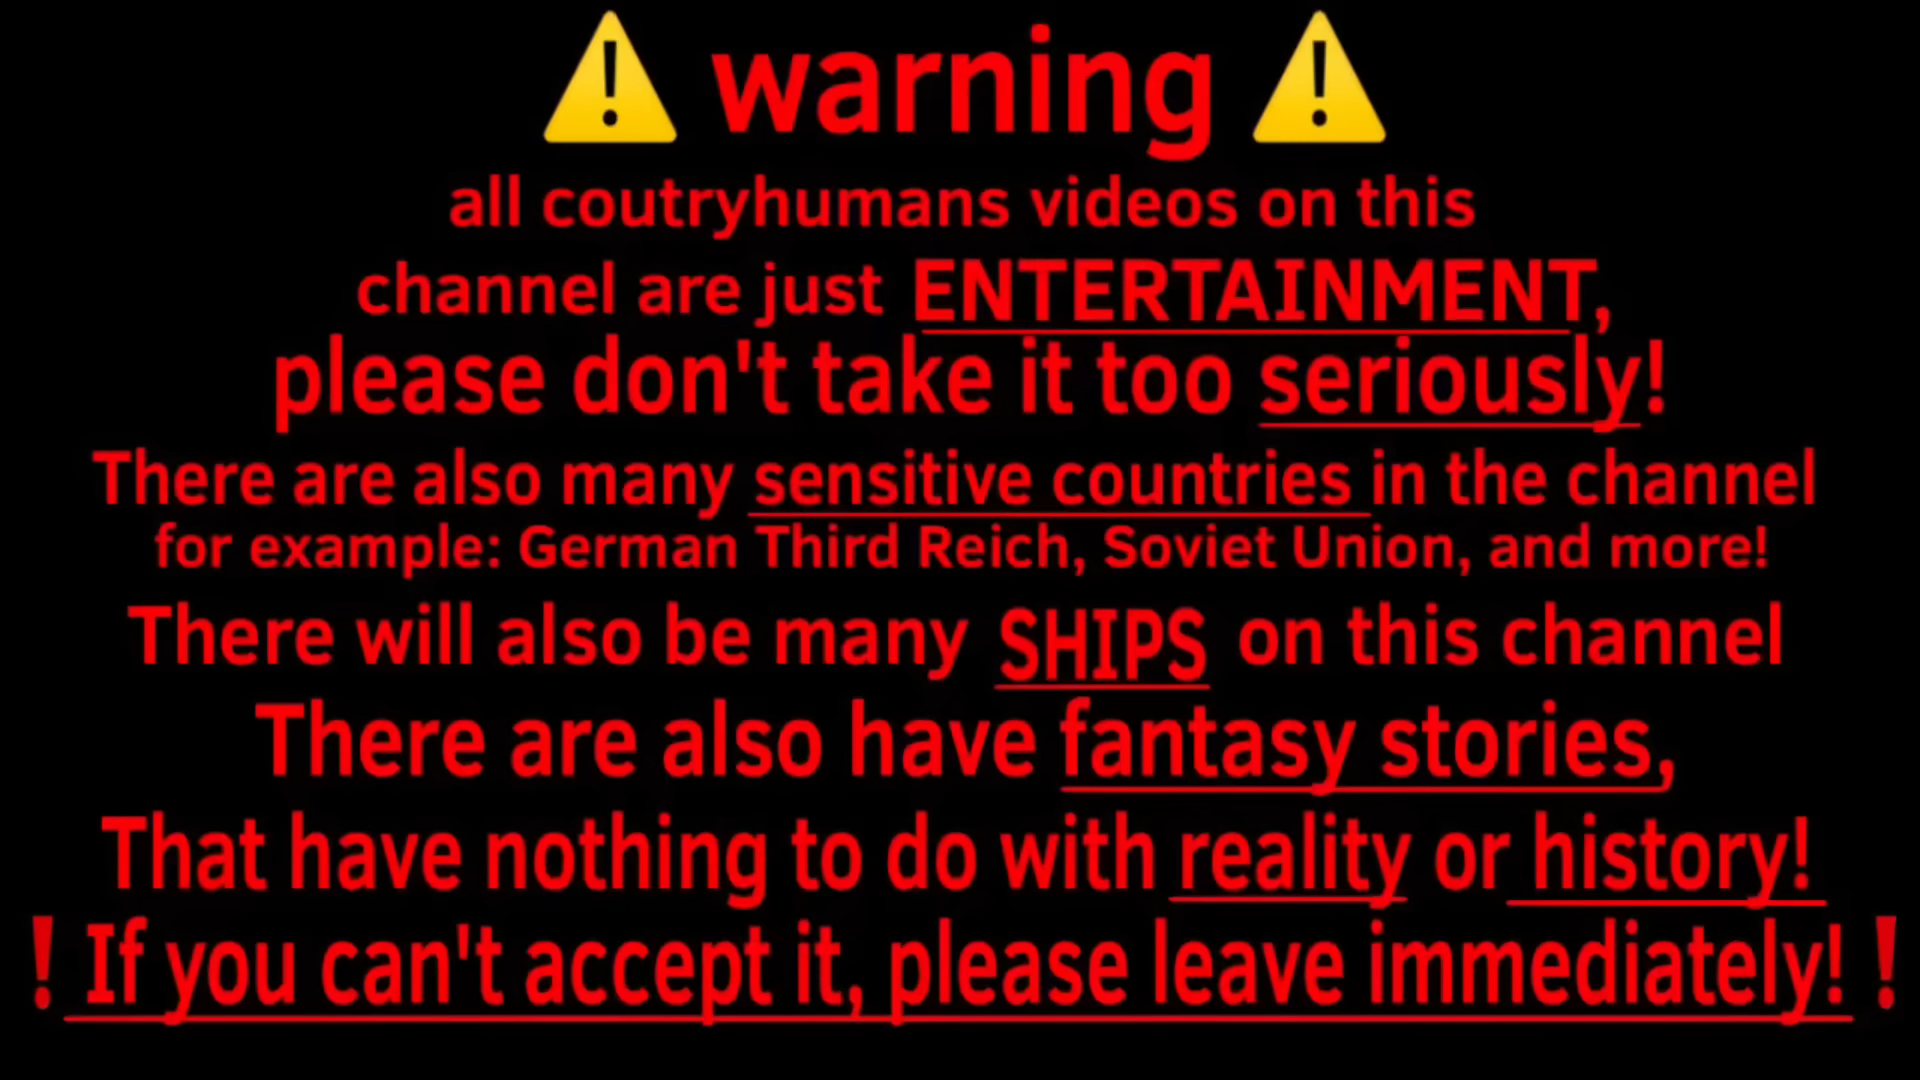 ⚠️ warning ⚠️
all coutryhumans videos on this
channel are just ENTERTAINMENT,
please don't take it too seriously!
There are also many sensitive countries in the channel
for example: German Third Reich, Soviet Union, and more!
There will also be many SHIPS on this channel
There are also have fantasy stories,
That have nothing to do with reality or history!
❗If you can't accept it, please leave immediately!❗